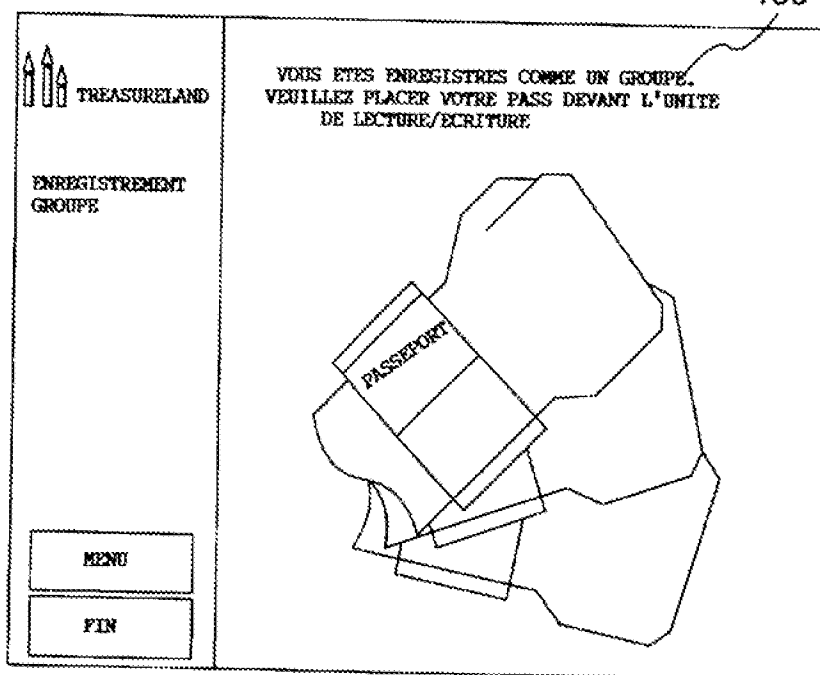 TREASURELAND
VOUS ETES ENREGISTRES COMME UN GROUPE.
VEUILLEZ PLACER VOTRE PASS DEVANT L'UNITE
DE LECTURE/ECRITURE
ENREGISTREMENT
GROUPE
PASSEPORT
MENU
FIN